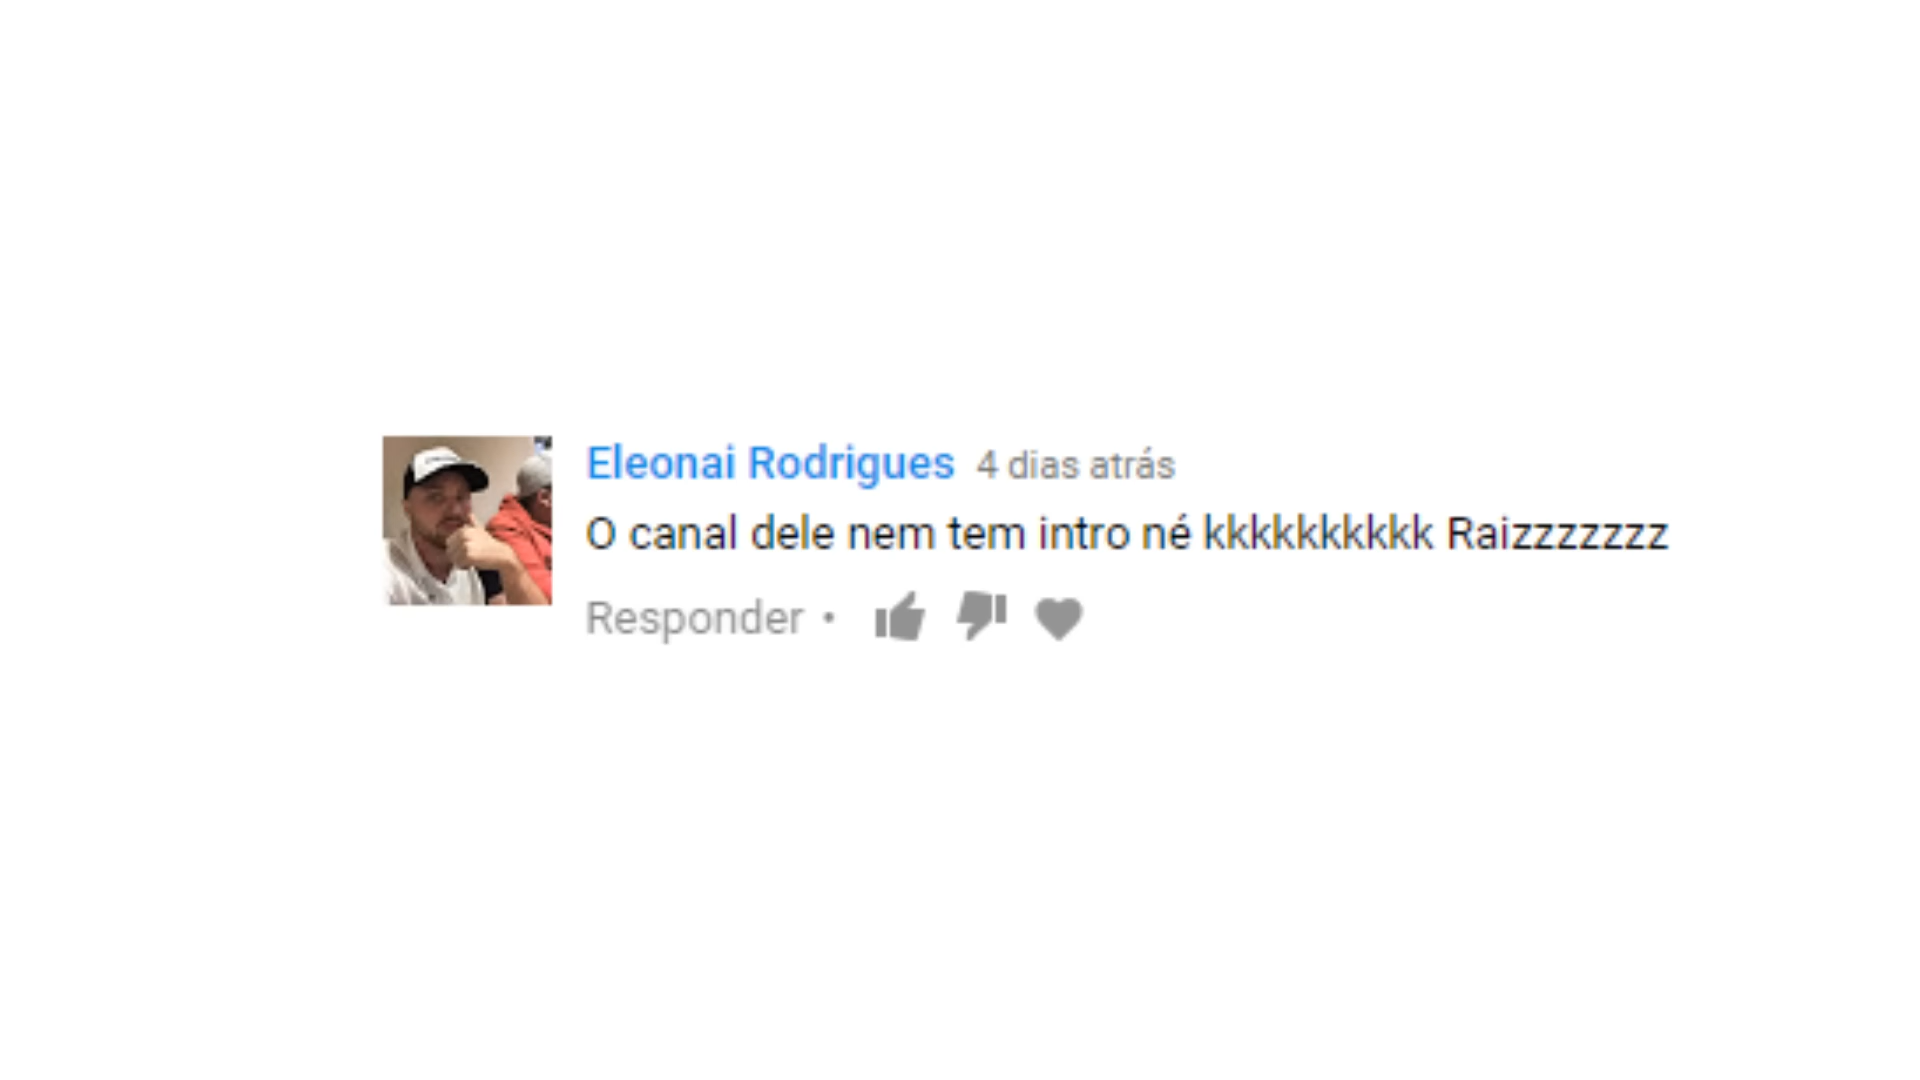 Eleonai Rodrigues 4 dias atrás
O canal dele nem tem intro né kkkkkkkkkk Raizzzzzzz
Responder •